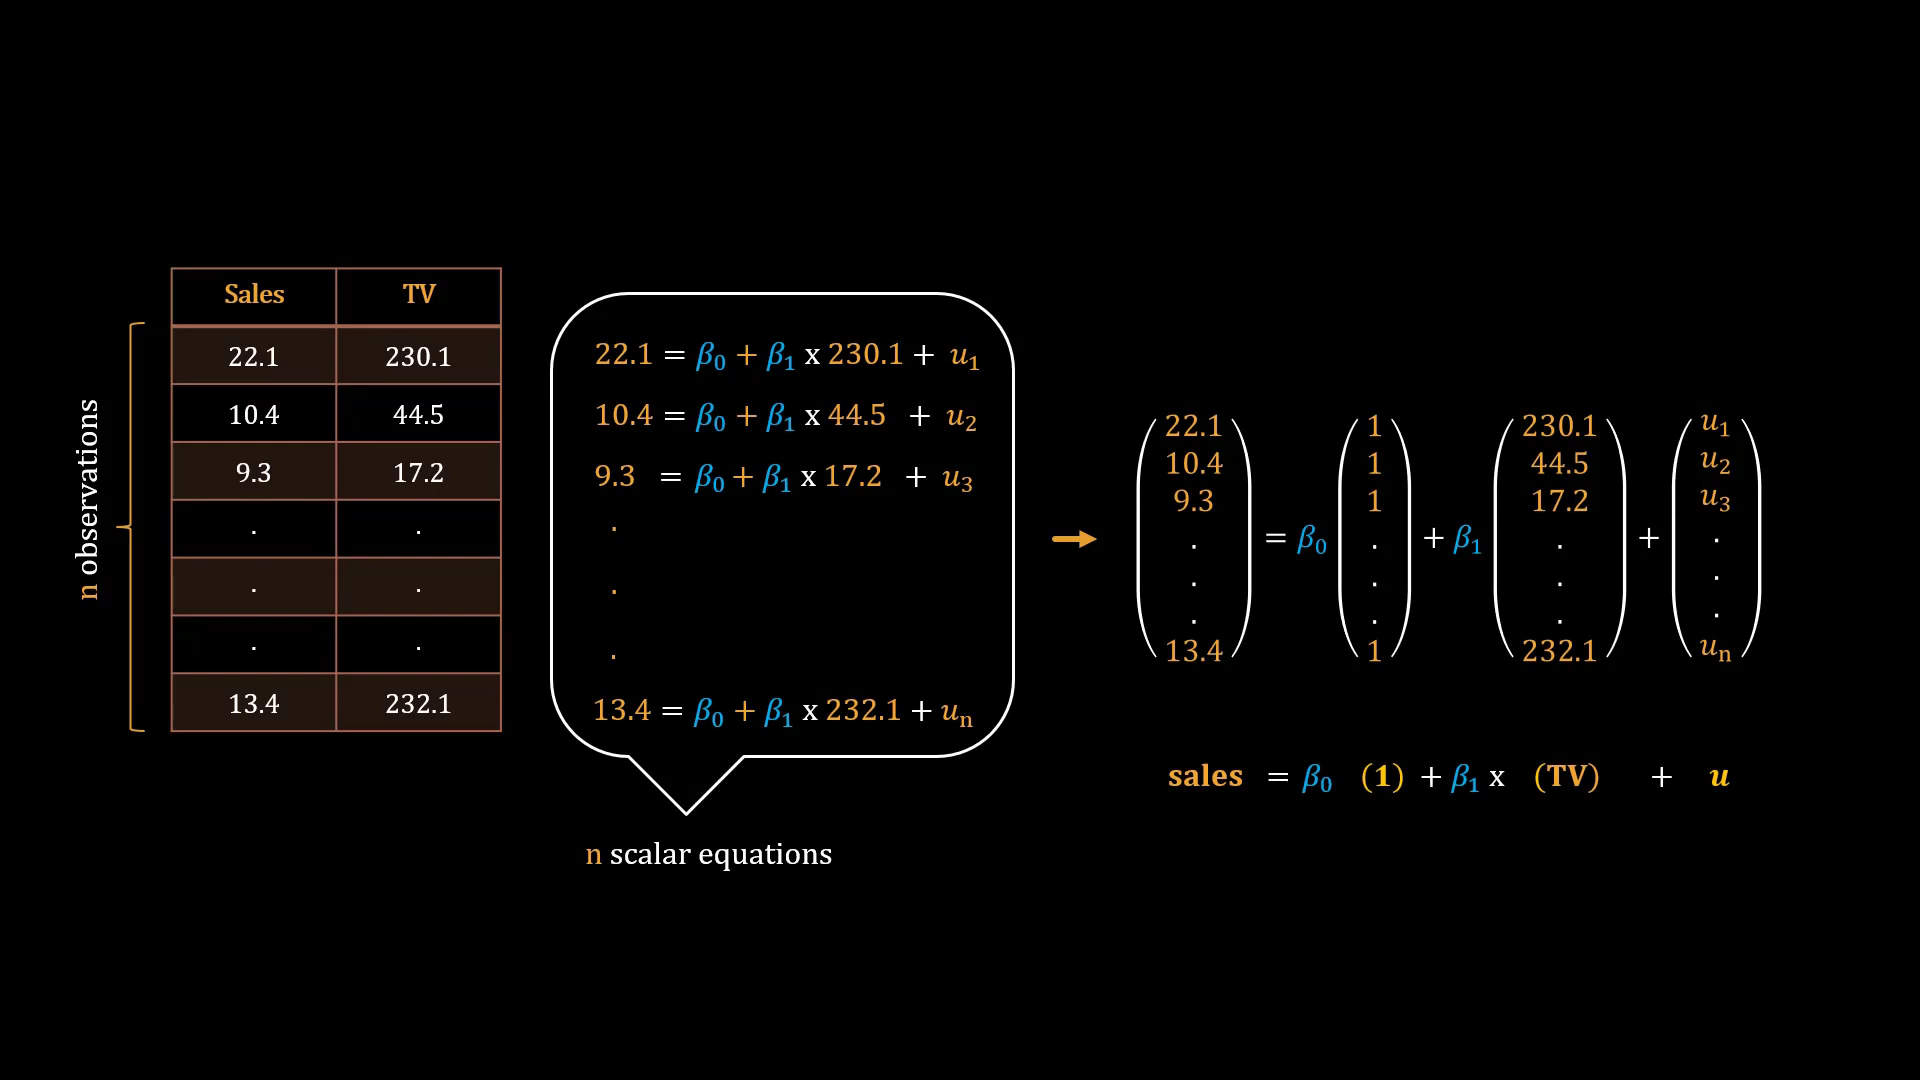 n observations
Sales TV
22.1 230.1
10.4 44.5
9.3 17.2
. .
. .
. .
13.4 232.1
22.1 = β₀ + β₁ x 230.1 + u₁
10.4 = β₀ + β₁ x 44.5 + u₂
9.3 = β₀ + β₁ x 17.2 + u₃
.
.
.
13.4 = β₀ + β₁ x 232.1 + uₙ
n scalar equations
22.1 1 230.1 u₁
10.4 1 44.5 u₂
9.3 1 17.2 u₃
. = β₀ . + β₁ . + .
. . . .
. . . .
13.4 1 232.1 uₙ
sales = β₀ (1) + β₁ x (TV) + u